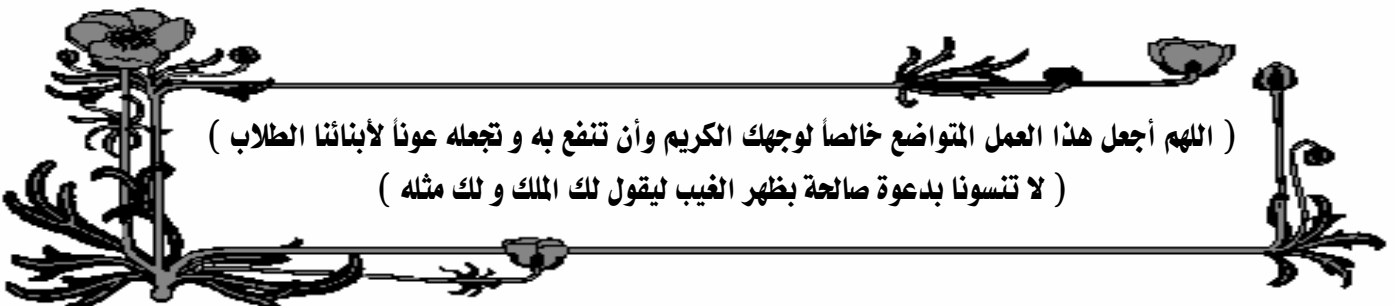 ( اللهم أجعل هذا العمل المتواضع خالصاً لوجهك الكريم وأن تنفع به و تجعله عوناً لأبنائنا الطلاب )
( لا تنسونا بدعوة صالحة بظهر الغيب ليقول لك الملك و لك مثله )